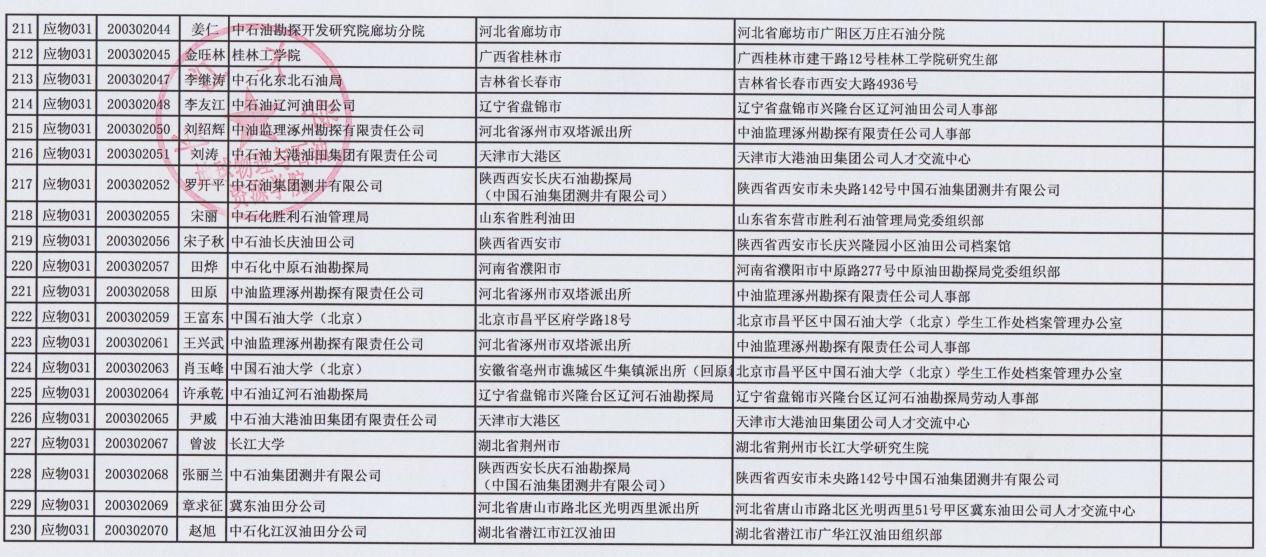 211 应物031 200302044 姜仁 中石油勘探开发研究院廊坊分院 河北省廊坊市 河北省廊坊市广阳区万庄石油分院
212 应物031 200302045 金旺林 桂林工学院 广西省桂林市 广西桂林市建干路12号桂林工学院研究生部
213 应物031 200302047 李继涛 中石化东北石油局 吉林省长春市 吉林省长春市西安大路4936号
214 应物031 200302048 李友江 中石油辽河油田公司 辽宁省盘锦市 辽宁省盘锦市兴隆台区辽河油田公司人事部
215 应物031 200302050 刘绍辉 中油监理涿州勘探有限责任公司 河北省涿州市双塔派出所 中油监理涿州勘探有限责任公司人事部
216 应物031 200302051 刘涛 中石油大港油田集团有限责任公司 天津市大港区 天津市大港油田集团公司人才交流中心
217 应物031 200302052 罗开平 中石油集团测井有限公司 陕西西安长庆石油勘探局 陕西省西安市未央路142号中国石油集团测井有限公司
（中国石油集团测井有限公司）
218 应物031 200302055 宋丽 中石化胜利石油管理局 山东省胜利油田 山东省东营市胜利石油管理局党委组织部
219 应物031 200302056 宋子秋 中石油长庆油田公司 陕西省西安市 陕西省西安市长庆兴隆园小区油田公司档案馆
220 应物031 200302057 田烨 中石化中原石油勘探局 河南省濮阳市 河南省濮阳市中原路277号中原油田勘探局党委组织部
221 应物031 200302058 田原 中油监理涿州勘探有限责任公司 河北省涿州市双塔派出所 中油监理涿州勘探有限责任公司人事部
222 应物031 200302059 王富东 中国石油大学（北京） 北京市昌平区府学路18号 北京市昌平区中国石油大学（北京）学生工作处档案管理办公室
223 应物031 200302061 王兴武 中油监理涿州勘探有限责任公司 河北省涿州市双塔派出所 中油监理涿州勘探有限责任公司人事部
224 应物031 200302063 肖玉峰 中国石油大学（北京） 安徽省亳州市谯城区牛集镇派出所（回原 北京市昌平区中国石油大学（北京）学生工作处档案管理办公室
225 应物031 200302064 许承乾 中石油辽河石油勘探局 辽宁省盘锦市兴隆台区辽河石油勘探局 辽宁省盘锦市兴隆台区辽河石油勘探局劳动人事部
226 应物031 200302065 尹威 中石油大港油田集团有限责任公司 天津市大港区 天津市大港油田集团公司人才交流中心
227 应物031 200302067 曾波 长江大学 湖北省荆州市 湖北省荆州市长江大学研究生院
228 应物031 200302068 张丽兰 中石油集团测井有限公司 陕西西安长庆石油勘探局 陕西省西安市未央路142号中国石油集团测井有限公司
（中国石油集团测井有限公司）
229 应物031 200302069 章求征 冀东油田分公司 河北省唐山市路北区光明西里派出所 河北省唐山市路北区光明西里51号甲区冀东油田公司人才交流中心
230 应物031 200302070 赵旭 中石化江汉油田分公司 湖北省潜江市江汉油田 湖北省潜江市广华江汉油田组织部
资源学院